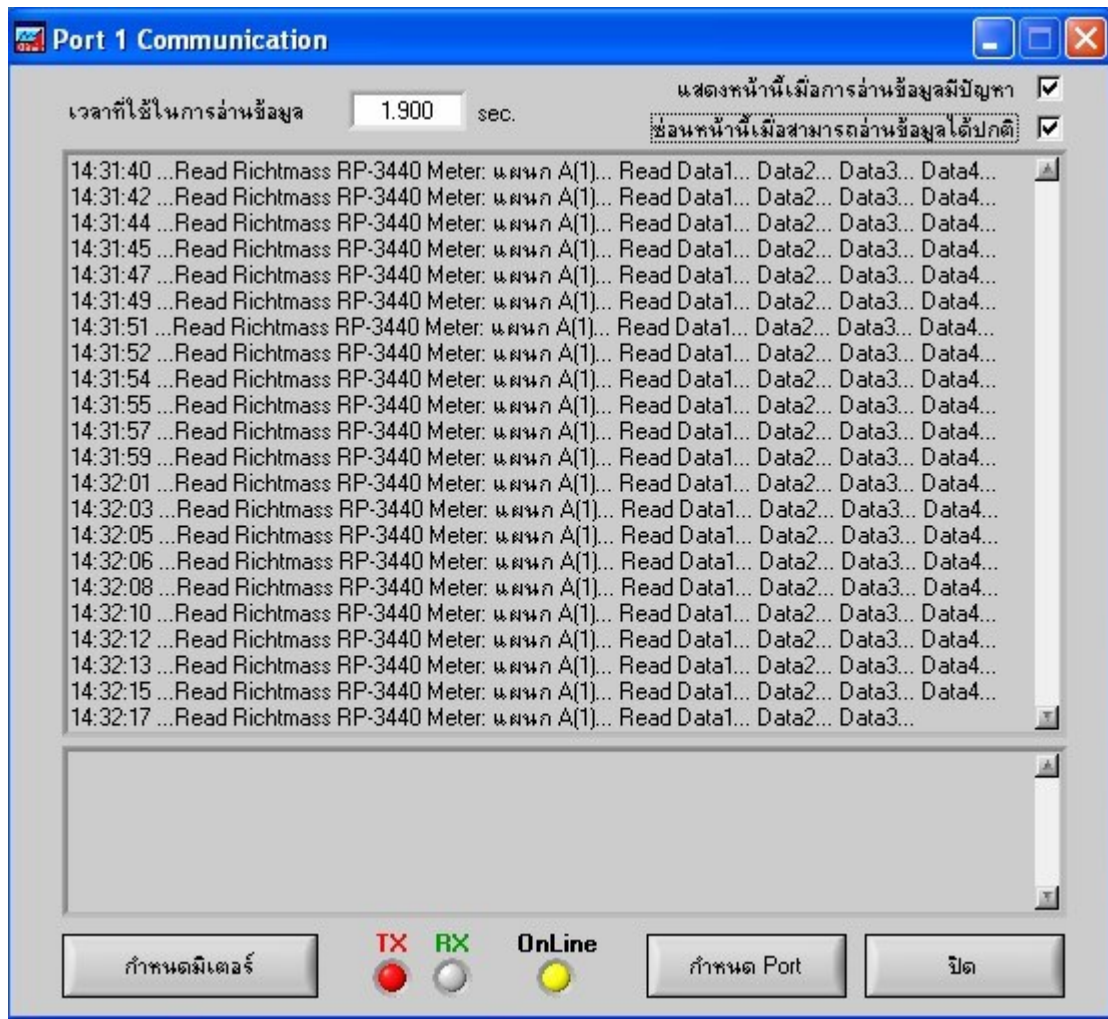 Port 1 Communication
เวลาที่ใช้ในการอ่านข้อมูล 1.900 sec.
แสดงหน้านี้เมื่อการอ่านข้อมูลมีปัญหา
ซ่อนหน้านี้เมื่อสามารถอ่านข้อมูลได้ปกติ
14:31:40 ...Read Richtmass RP-3440 Meter: แผนก A(1)... Read Data1... Data2... Data3... Data4...
14:31:42 ...Read Richtmass RP-3440 Meter: แผนก A(1)... Read Data1... Data2... Data3... Data4...
14:31:44 ...Read Richtmass RP-3440 Meter: แผนก A(1)... Read Data1... Data2... Data3... Data4...
14:31:45 ...Read Richtmass RP-3440 Meter: แผนก A(1)... Read Data1... Data2... Data3... Data4...
14:31:47 ...Read Richtmass RP-3440 Meter: แผนก A(1)... Read Data1... Data2... Data3... Data4...
14:31:49 ...Read Richtmass RP-3440 Meter: แผนก A(1)... Read Data1... Data2... Data3... Data4...
14:31:51 ...Read Richtmass RP-3440 Meter: แผนก A(1)... Read Data1... Data2... Data3... Data4...
14:31:52 ...Read Richtmass RP-3440 Meter: แผนก A(1)... Read Data1... Data2... Data3... Data4...
14:31:54 ...Read Richtmass RP-3440 Meter: แผนก A(1)... Read Data1... Data2... Data3... Data4...
14:31:55 ...Read Richtmass RP-3440 Meter: แผนก A(1)... Read Data1... Data2... Data3... Data4...
14:31:57 ...Read Richtmass RP-3440 Meter: แผนก A(1)... Read Data1... Data2... Data3... Data4...
14:31:59 ...Read Richtmass RP-3440 Meter: แผนก A(1)... Read Data1... Data2... Data3... Data4...
14:32:01 ...Read Richtmass RP-3440 Meter: แผนก A(1)... Read Data1... Data2... Data3... Data4...
14:32:03 ...Read Richtmass RP-3440 Meter: แผนก A(1)... Read Data1... Data2... Data3... Data4...
14:32:05 ...Read Richtmass RP-3440 Meter: แผนก A(1)... Read Data1... Data2... Data3... Data4...
14:32:06 ...Read Richtmass RP-3440 Meter: แผนก A(1)... Read Data1... Data2... Data3... Data4...
14:32:08 ...Read Richtmass RP-3440 Meter: แผนก A(1)... Read Data1... Data2... Data3... Data4...
14:32:10 ...Read Richtmass RP-3440 Meter: แผนก A(1)... Read Data1... Data2... Data3... Data4...
14:32:12 ...Read Richtmass RP-3440 Meter: แผนก A(1)... Read Data1... Data2... Data3... Data4...
14:32:13 ...Read Richtmass RP-3440 Meter: แผนก A(1)... Read Data1... Data2... Data3... Data4...
14:32:15 ...Read Richtmass RP-3440 Meter: แผนก A(1)... Read Data1... Data2... Data3... Data4...
14:32:17 ...Read Richtmass RP-3440 Meter: แผนก A(1)... Read Data1... Data2... Data3...
กำหนดมิเตอร์ TX RX OnLine กำหนด Port ปิด